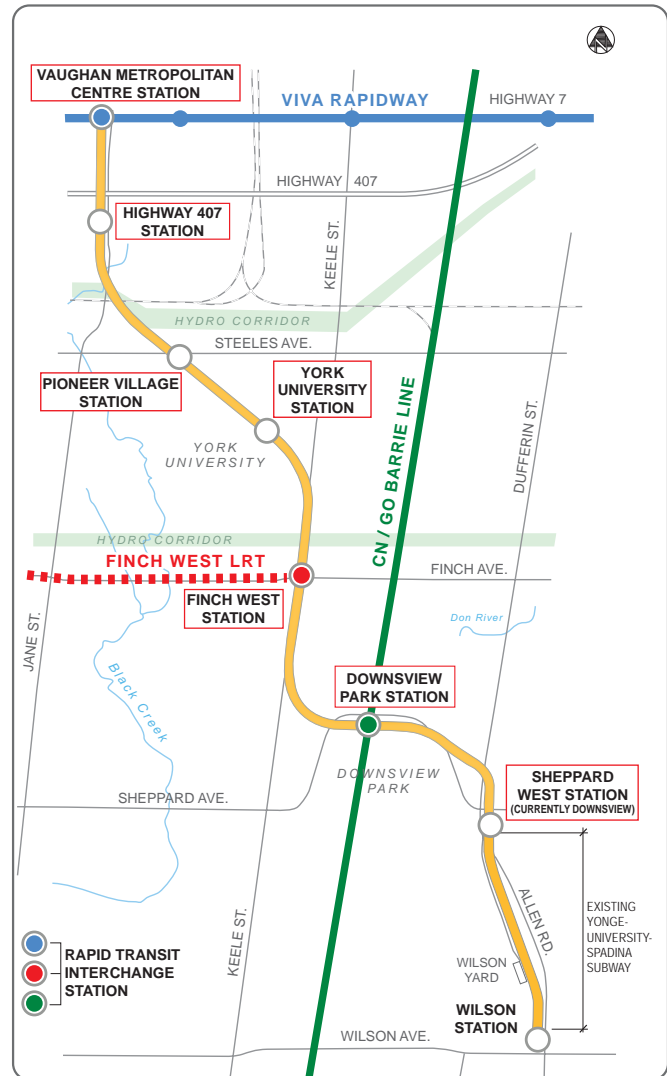 VAUGHAN METROPOLITAN
CENTRE STATION
VIVA RAPIDWAY
HIGHWAY 7
HIGHWAY 407
HIGHWAY 407
STATION
KEELE ST.
HYDRO CORRIDOR
STEELES AVE.
PIONEER VILLAGE
STATION
YORK
UNIVERSITY
STATION
YORK
UNIVERSITY
CN / GO BARRIE LINE
DUFFERIN ST.
HYDRO CORRIDOR
FINCH WEST LRT
FINCH AVE.
FINCH WEST
STATION
JANE ST.
Don River
Black Creek
DOWNSVIEW
PARK STATION
DOWNSVIEW
PARK
SHEPPARD AVE.
SHEPPARD
WEST STATION
(CURRENTLY DOWNSVIEW)
ALLEN RD.
EXISTING
YONGE-
UNIVERSITY-
SPADINA
SUBWAY
KEELE ST.
RAPID TRANSIT
INTERCHANGE
STATION
WILSON
YARD
WILSON
STATION
WILSON AVE.